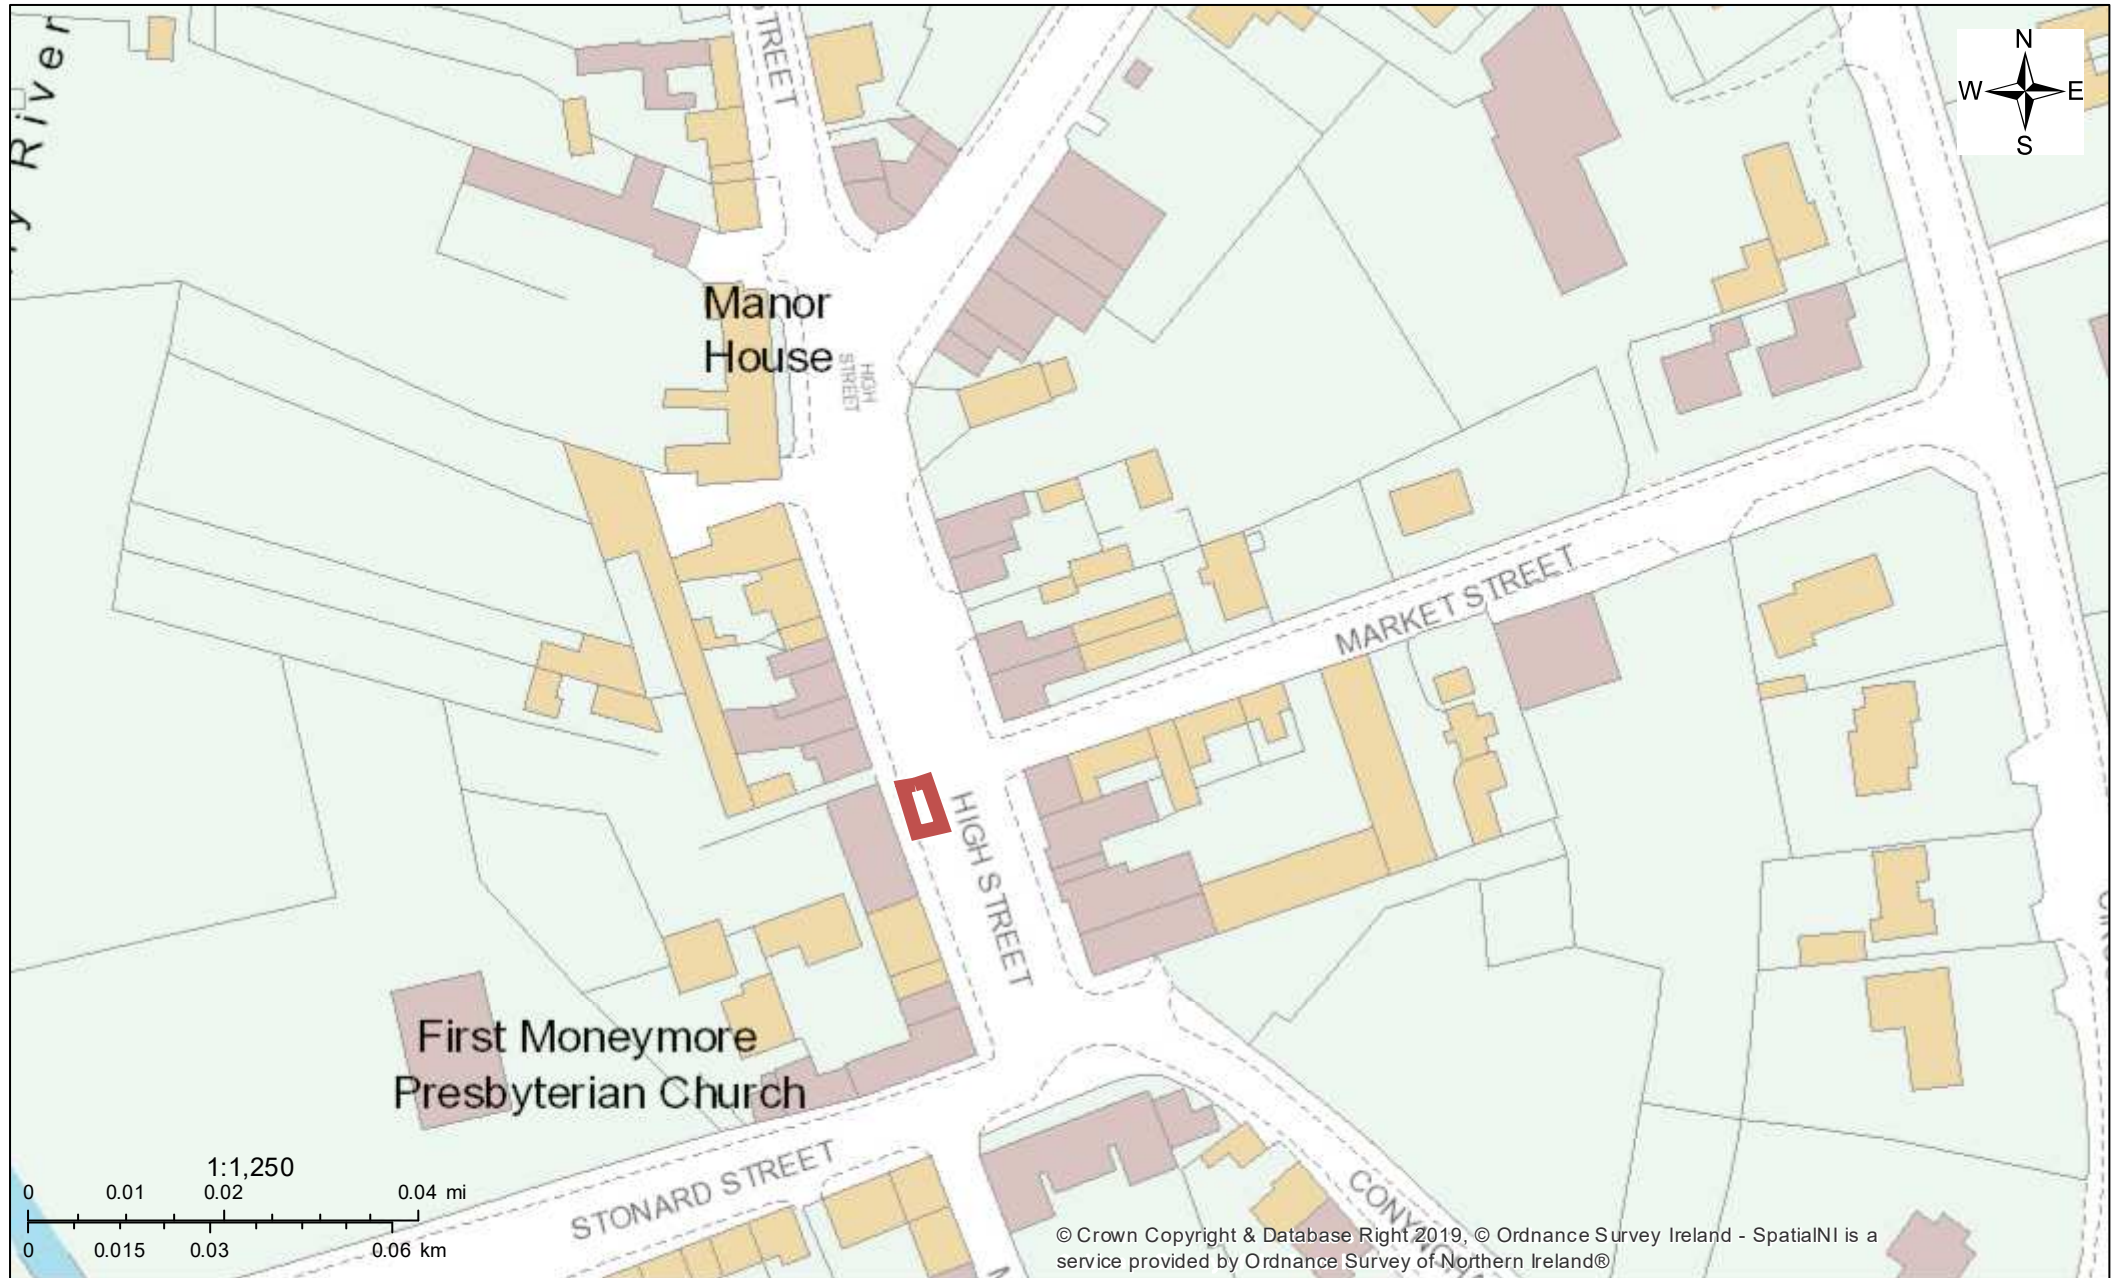 STREET
N
W E
S
River
Manor
House
HIGH
STREET
MARKET STREET
HIGH STREET
First Moneymore
Presbyterian Church
STONARD STREET
1:1,250
0 0.01 0.02 0.04 mi
0 0.015 0.03 0.06 km
© Crown Copyright & Database Right 2019, © Ordnance Survey Ireland - SpatialNI is a
service provided by Ordnance Survey of Northern Ireland®